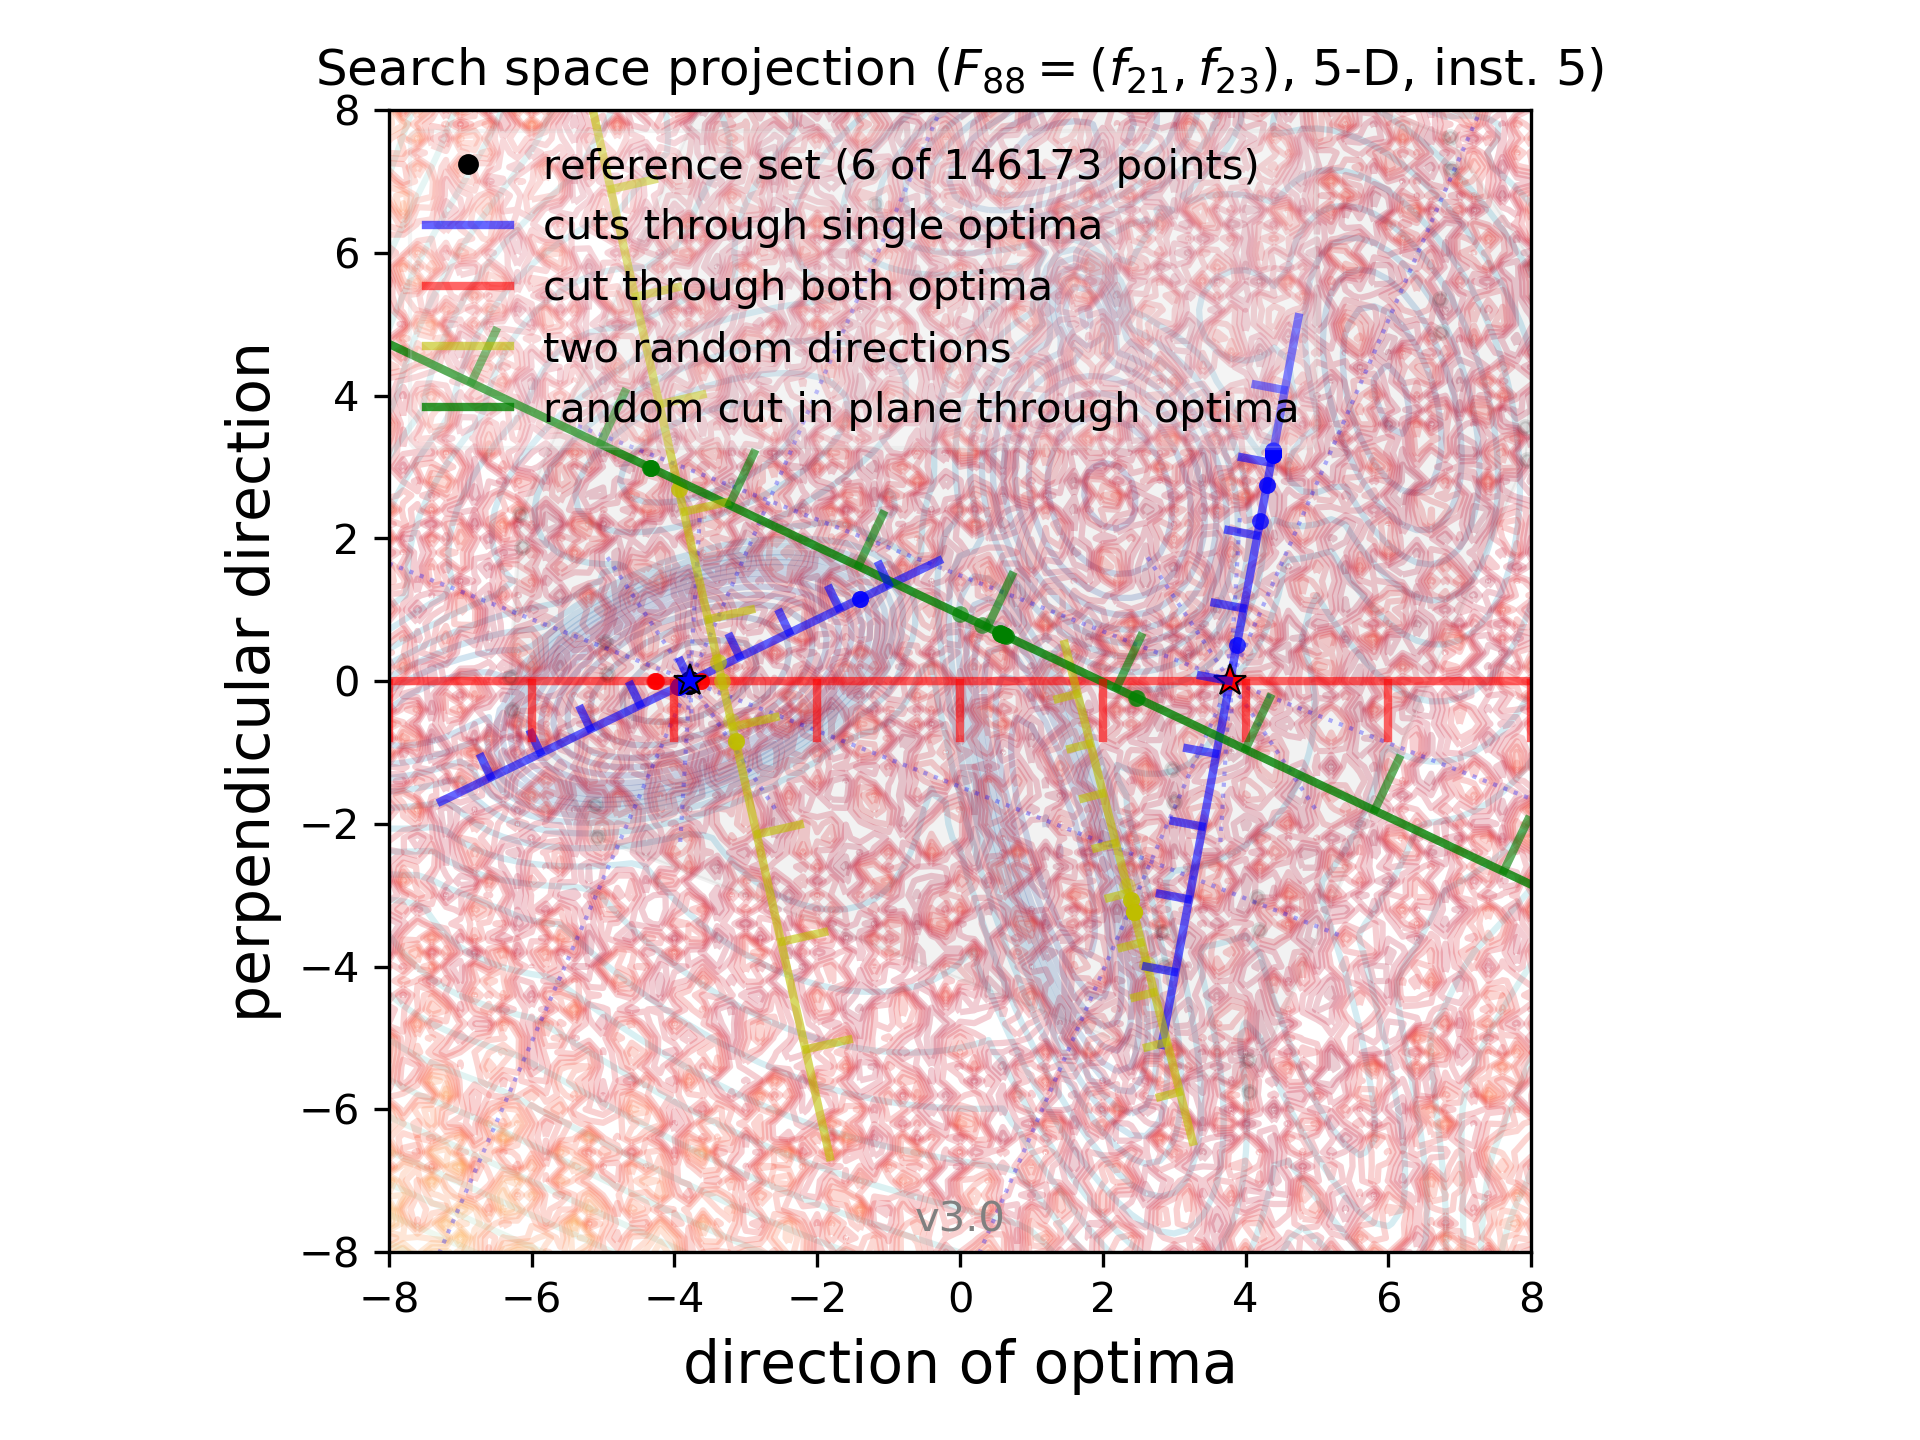 Search space projection (F88 = (f21, f23), 5-D, inst. 5)
8
6
4
2
0
−2
−4
−6
−8
perpendicular direction
reference set (6 of 146173 points)
cuts through single optima
cut through both optima
two random directions
random cut in plane through optima
v3.0
−8 −6 −4 −2 0 2 4 6 8
direction of optima